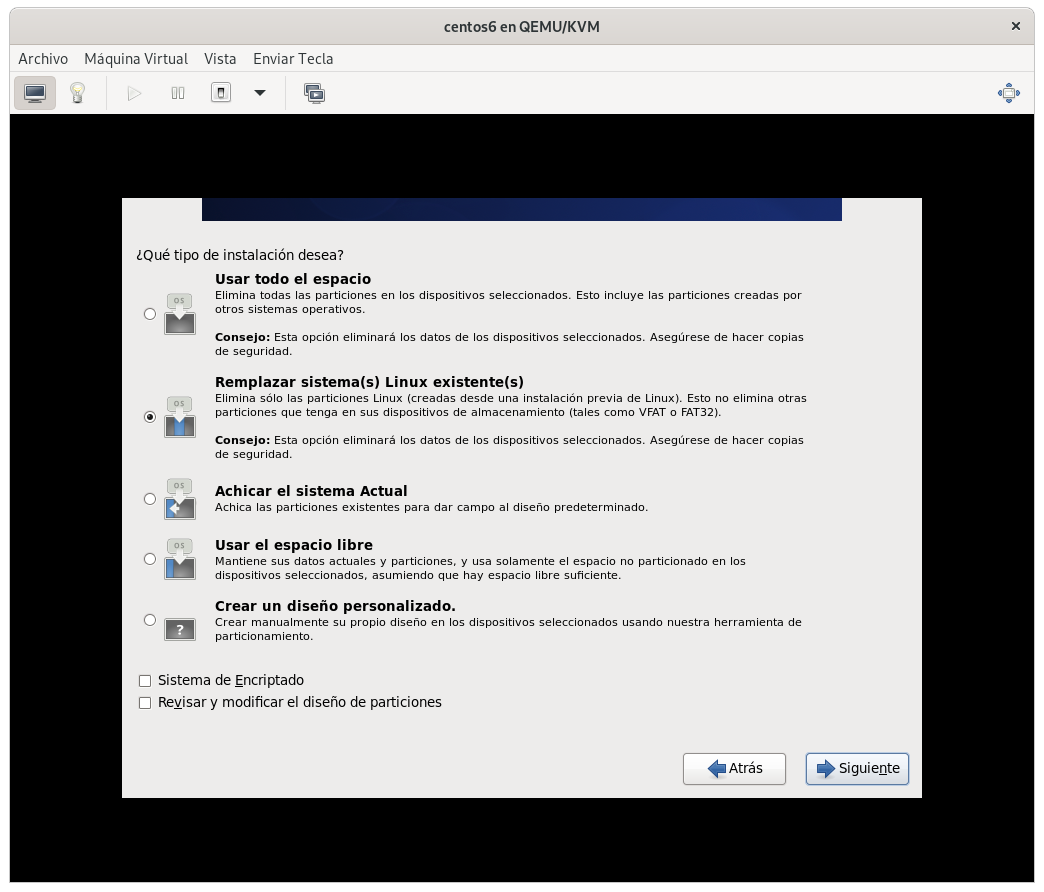 centos6 en QEMU/KVM
Archivo Máquina Virtual Vista Enviar Tecla
¿Qué tipo de instalación desea?
Usar todo el espacio
Elimina todas las particiones en los dispositivos seleccionados. Esto incluye las particiones creadas por
otros sistemas operativos.
Consejo: Esta opción eliminará los datos de los dispositivos seleccionados. Asegúrese de hacer copias
de seguridad.
OS
Remplazar sistema(s) Linux existente(s)
Elimina sólo las particiones Linux (creadas desde una instalación previa de Linux). Esto no elimina otras
particiones que tenga en sus dispositivos de almacenamiento (tales como VFAT o FAT32).
Consejo: Esta opción eliminará los datos de los dispositivos seleccionados. Asegúrese de hacer copias
de seguridad.
OS
Achicar el sistema Actual
Achica las particiones existentes para dar campo al diseño predeterminado.
OS
Usar el espacio libre
Mantiene sus datos actuales y particiones, y usa solamente el espacio no particionado en los
dispositivos seleccionados, asumiendo que hay espacio libre suficiente.
OS
Crear un diseño personalizado.
Crear manualmente su propio diseño en los dispositivos seleccionados usando nuestra herramienta de
particionamiento.
?
Sistema de Encriptado
Revisar y modificar el diseño de particiones
Atrás Siguiente